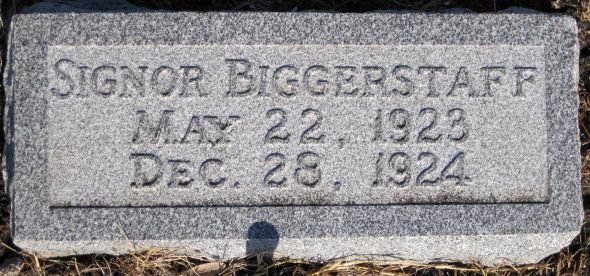 SIGNOR BIGGERSTAFF
MAY 22, 1923
DEC. 28, 1924